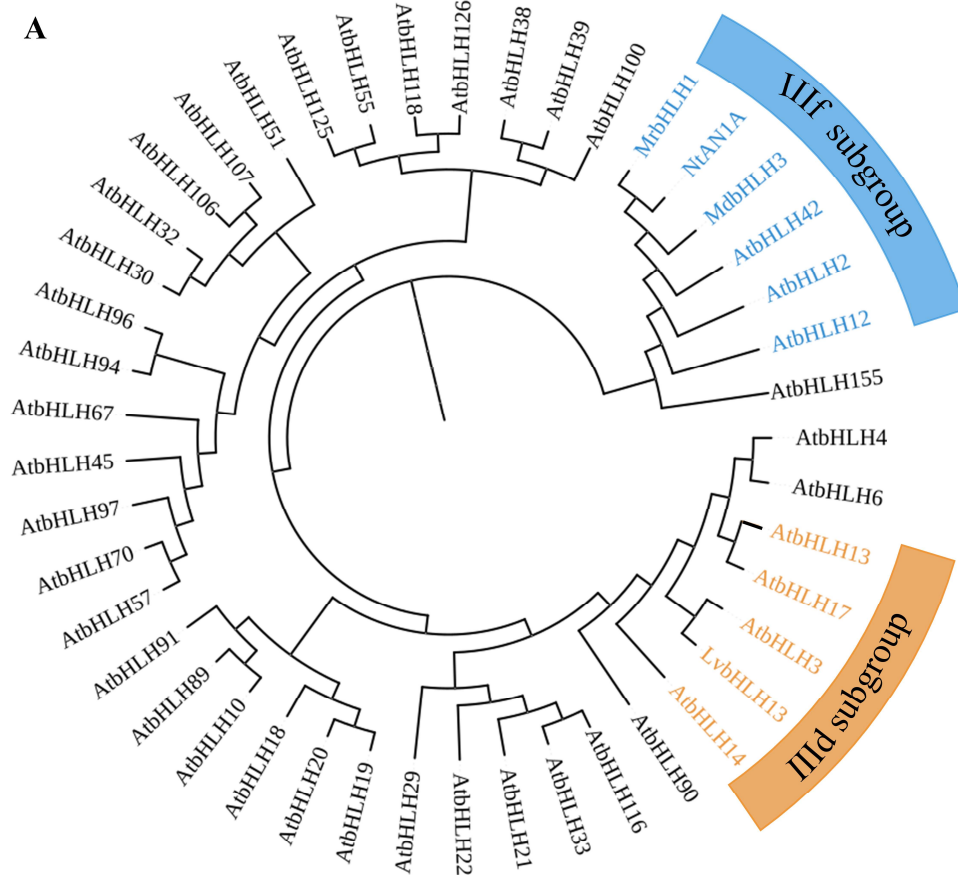 A
AtbHLH51
AtbHLH125
AtbHLH55
AtbHLH118
AtbHLH126
AtbHLH38
AtbHLH39
AtbHLH100
MrbHLH1
NtAN1A
MdbHLH3
AtbHLH42
AtbHLH2
AtbHLH12
IIIf subgroup
AtbHLH155
AtbHLH4
AtbHLH6
AtbHLH13
AtbHLH17
AtbHLH3
LvbHLH13
AtbHLH14
IIId subgroup
AtbHLH90
AtbHLH116
AtbHLH33
AtbHLH21
AtbHLH22
AtbHLH29
AtbHLH19
AtbHLH20
AtbHLH18
AtbHLH10
AtbHLH89
AtbHLH91
AtbHLH57
AtbHLH70
AtbHLH97
AtbHLH45
AtbHLH67
AtbHLH94
AtbHLH96
AtbHLH30
AtbHLH32
AtbHLH106
AtbHLH107